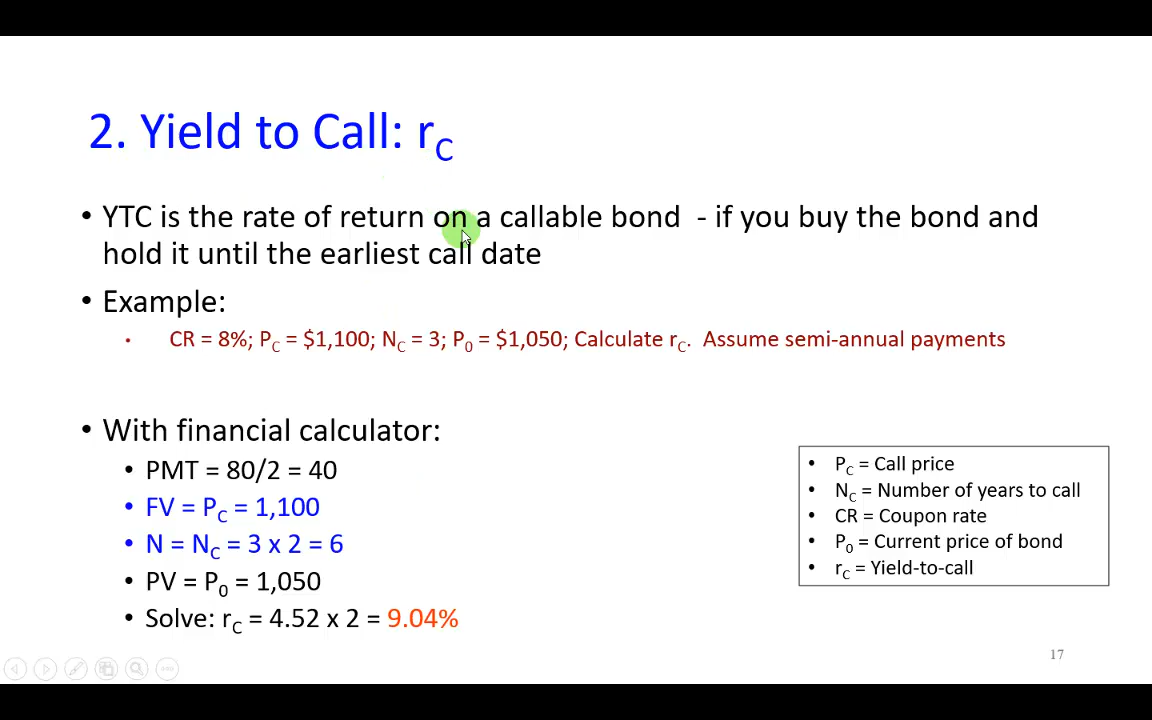 2. Yield to Call: rC
• YTC is the rate of return on a callable bond - if you buy the bond and
hold it until the earliest call date
• Example:
• CR = 8%; PC = $1,100; NC = 3; P0 = $1,050; Calculate rC. Assume semi-annual payments
• With financial calculator:
• PMT = 80/2 = 40
• FV = PC = 1,100
• N = NC = 3 x 2 = 6
• PV = P0 = 1,050
• Solve: rC = 4.52 x 2 = 9.04%
• PC = Call price
• NC = Number of years to call
• CR = Coupon rate
• P0 = Current price of bond
• rC = Yield-to-call
17